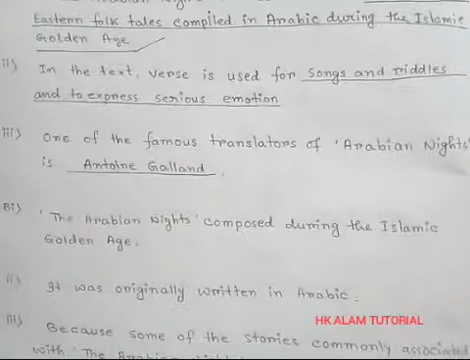 Eastern folk tales compiled in Arabic during the Islamic
Golden Age
ii) In the text, verse is used for songs and riddles
and to express serious emotion
iii) One of the famous translators of 'Arabian Nights'
is Antoine Galland.
Bi) 'The Arabian Nights' composed during the Islamic
Golden Age.
ii) It was originally written in Arabic.
HK ALAM TUTORIAL
iii) Because some of the stories commonly associated
with 'The Arabian